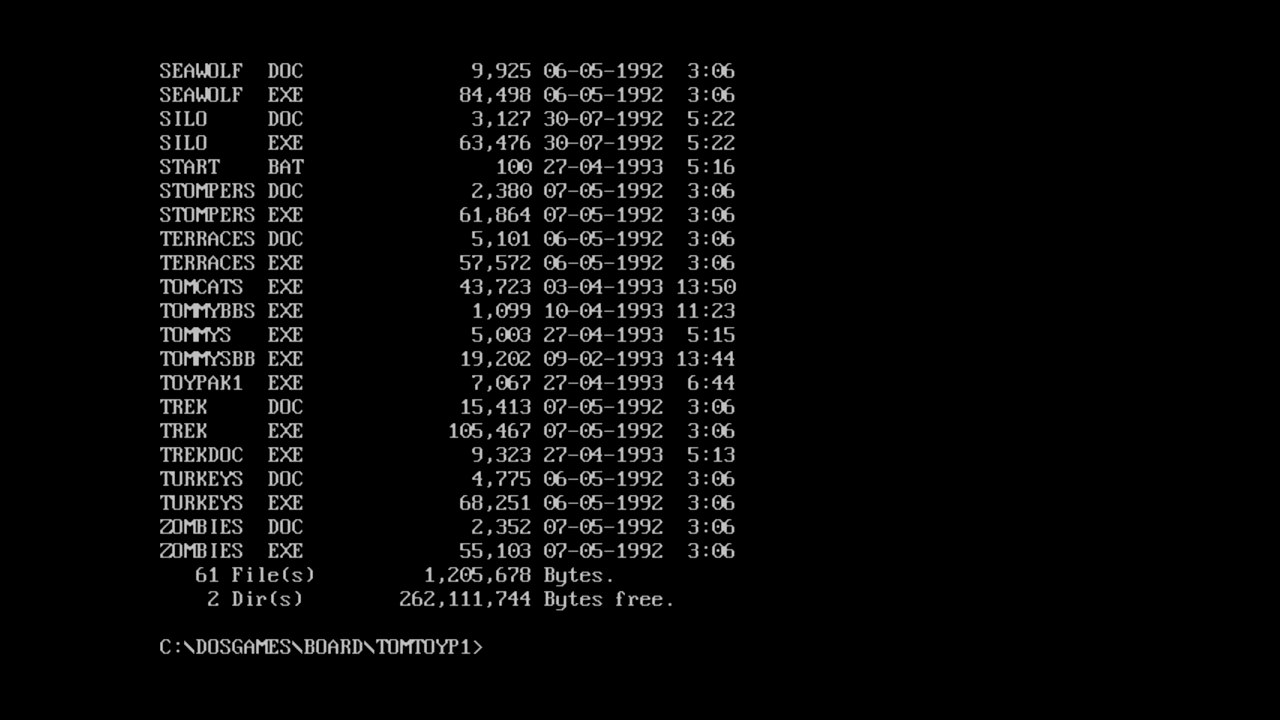 SEAWOLF  DOC              9,925 06-05-1992  3:06
SEAWOLF  EXE             84,498 06-05-1992  3:06
SILO     DOC              3,127 30-07-1992  5:22
SILO     EXE             63,476 30-07-1992  5:22
START    BAT                100 27-04-1993  5:16
STOMPERS DOC              2,380 07-05-1992  3:06
STOMPERS EXE             61,864 07-05-1992  3:06
TERRACES DOC              5,101 06-05-1992  3:06
TERRACES EXE             57,572 06-05-1992  3:06
TOMCATS  EXE             43,723 03-04-1993 13:50
TOMMYBBS EXE              1,099 10-04-1993 11:23
TOMMYS   EXE              5,003 27-04-1993  5:15
TOMMYSBB EXE             19,202 09-02-1993 13:44
TOYPAK1  EXE              7,067 27-04-1993  6:44
TREK     DOC             15,413 07-05-1992  3:06
TREK     EXE            105,467 07-05-1992  3:06
TREKDOC  EXE              9,323 27-04-1993  5:13
TURKEYS  DOC              4,775 06-05-1992  3:06
TURKEYS  EXE             68,251 06-05-1992  3:06
ZOMBIES  DOC              2,352 07-05-1992  3:06
ZOMBIES  EXE             55,103 07-05-1992  3:06
   61 File(s)         1,205,678 Bytes.
    2 Dir(s)        262,111,744 Bytes free.
C:\DOSGAMES\BOARD\TOMTOYP1>